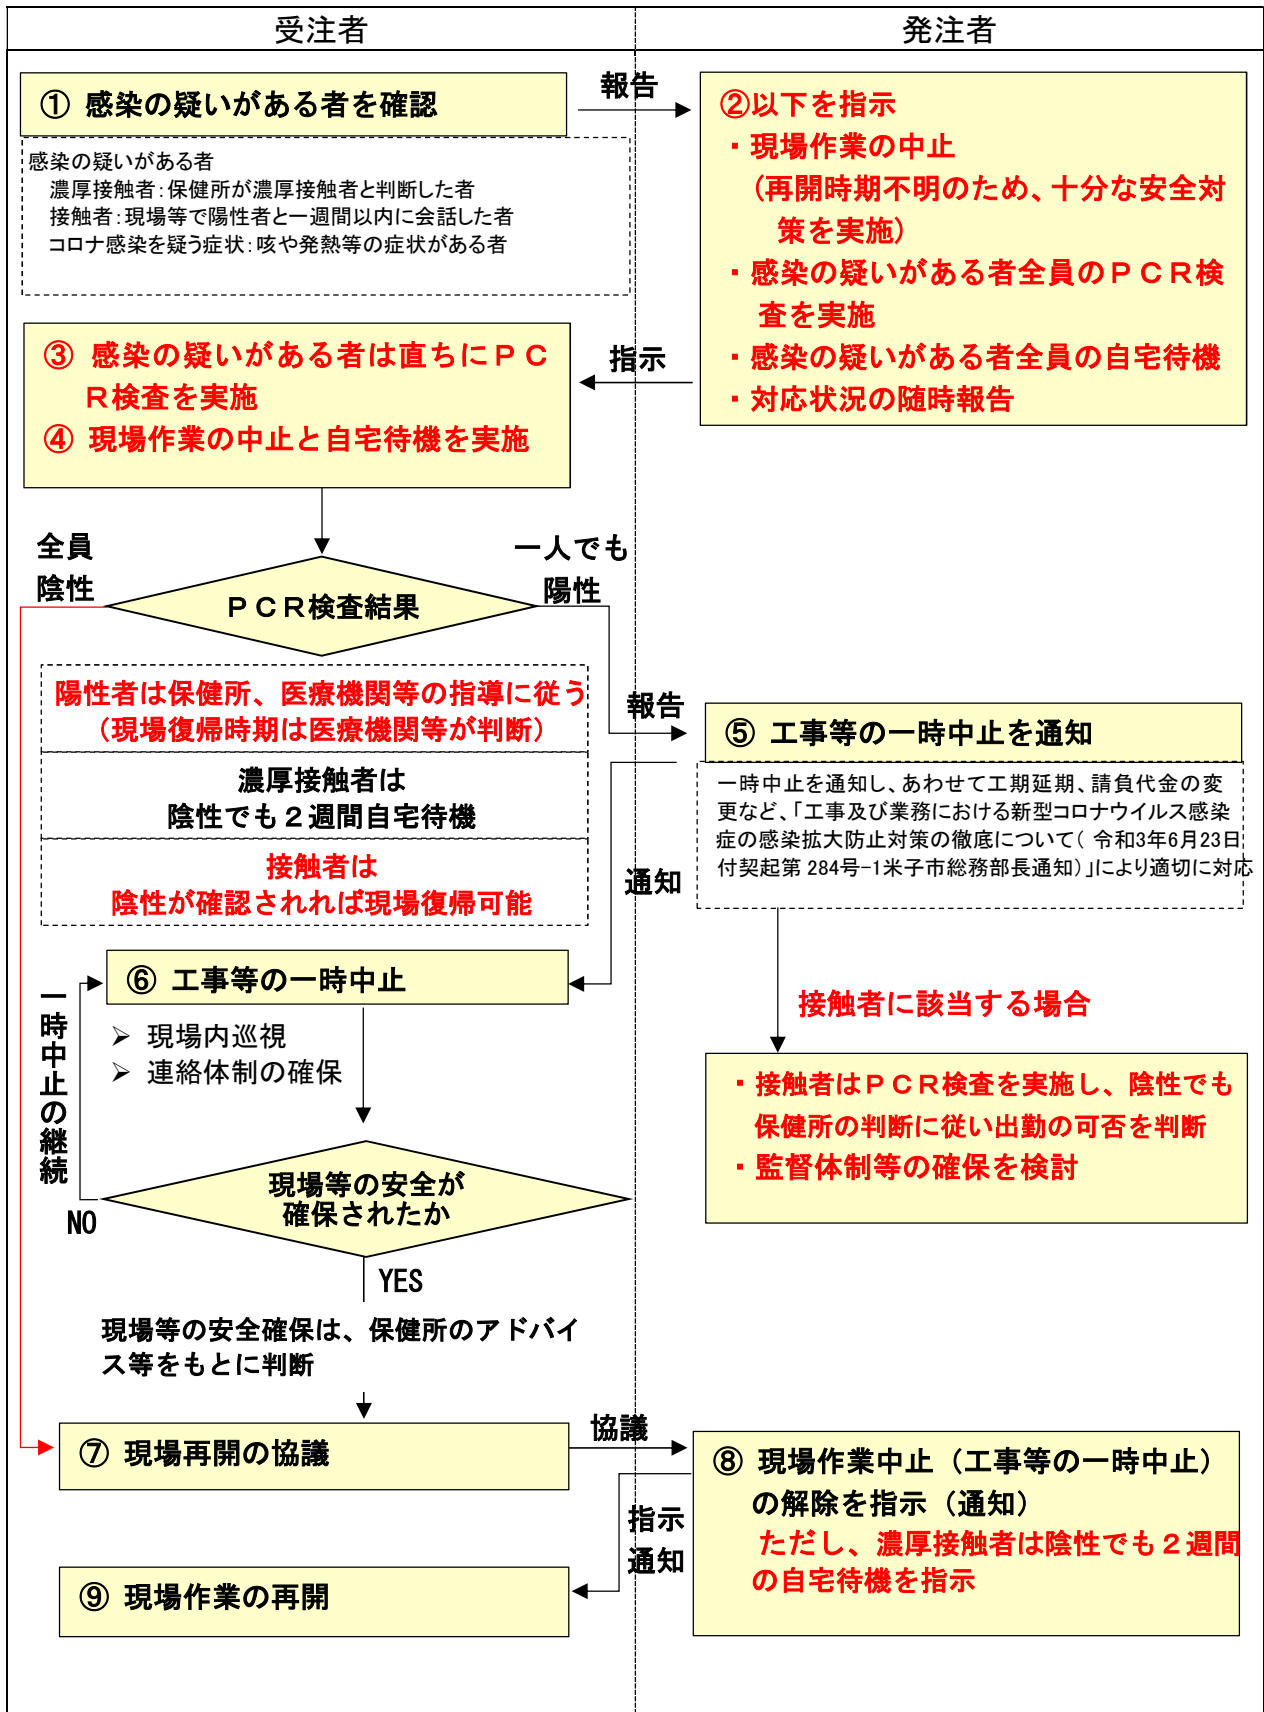 受注者
発注者
① 感染の疑いがある者を確認
報告
②以下を指示
・現場作業の中止
(再開時期不明のため、十分な安全対
策を実施)
・感染の疑いがある者全員のＰＣＲ検
査を実施
・感染の疑いがある者全員の自宅待機
・対応状況の随時報告
感染の疑いがある者
濃厚接触者：保健所が濃厚接触者と判断した者
接触者：現場等で陽性者と一週間以内に会話した者
コロナ感染を疑う症状：咳や発熱等の症状がある者
指示
③ 感染の疑いがある者は直ちにＰＣ
Ｒ検査を実施
④ 現場作業の中止と自宅待機を実施
全員
陰性
一人でも
陽性
ＰＣＲ検査結果
陽性者は保健所、医療機関等の指導に従う
（現場復帰時期は医療機関等が判断）
濃厚接触者は
陰性でも２週間自宅待機
接触者は
陰性が確認されれば現場復帰可能
報告
⑤ 工事等の一時中止を通知
一時中止を通知し、あわせて工期延期、請負代金の変
更など、「工事及び業務における新型コロナウイルス感染
症の感染拡大防止対策の徹底について（ 令和3年6月23日
付契起第 284号-1米子市総務部長通知）」により適切に対応
通知
⑥ 工事等の一時中止
➢ 現場内巡視
➢ 連絡体制の確保
一時中止の継続
接触者に該当する場合
・接触者はＰＣＲ検査を実施し、陰性でも
保健所の判断に従い出勤の可否を判断
・監督体制等の確保を検討
現場等の安全が
確保されたか
NO
YES
現場等の安全確保は、保健所のアドバイ
ス等をもとに判断
⑦ 現場再開の協議
協議
⑧ 現場作業中止（工事等の一時中止）
の解除を指示（通知）
ただし、濃厚接触者は陰性でも２週間
の自宅待機を指示
指示
通知
⑨ 現場作業の再開